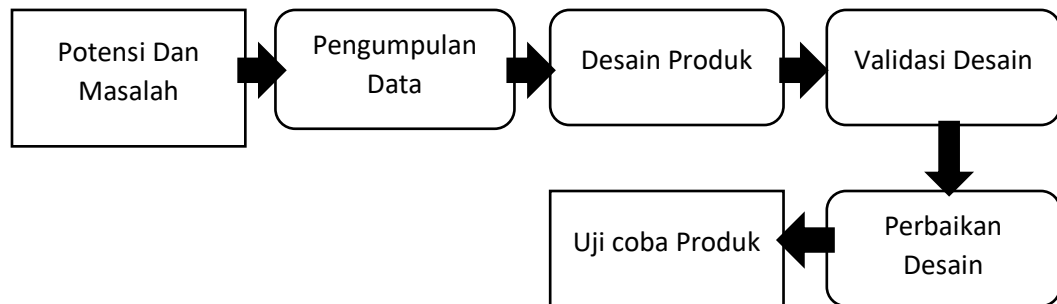 Potensi Dan
Masalah
Pengumpulan
Data
Desain Produk
Validasi Desain
Perbaikan
Desain
Uji coba Produk